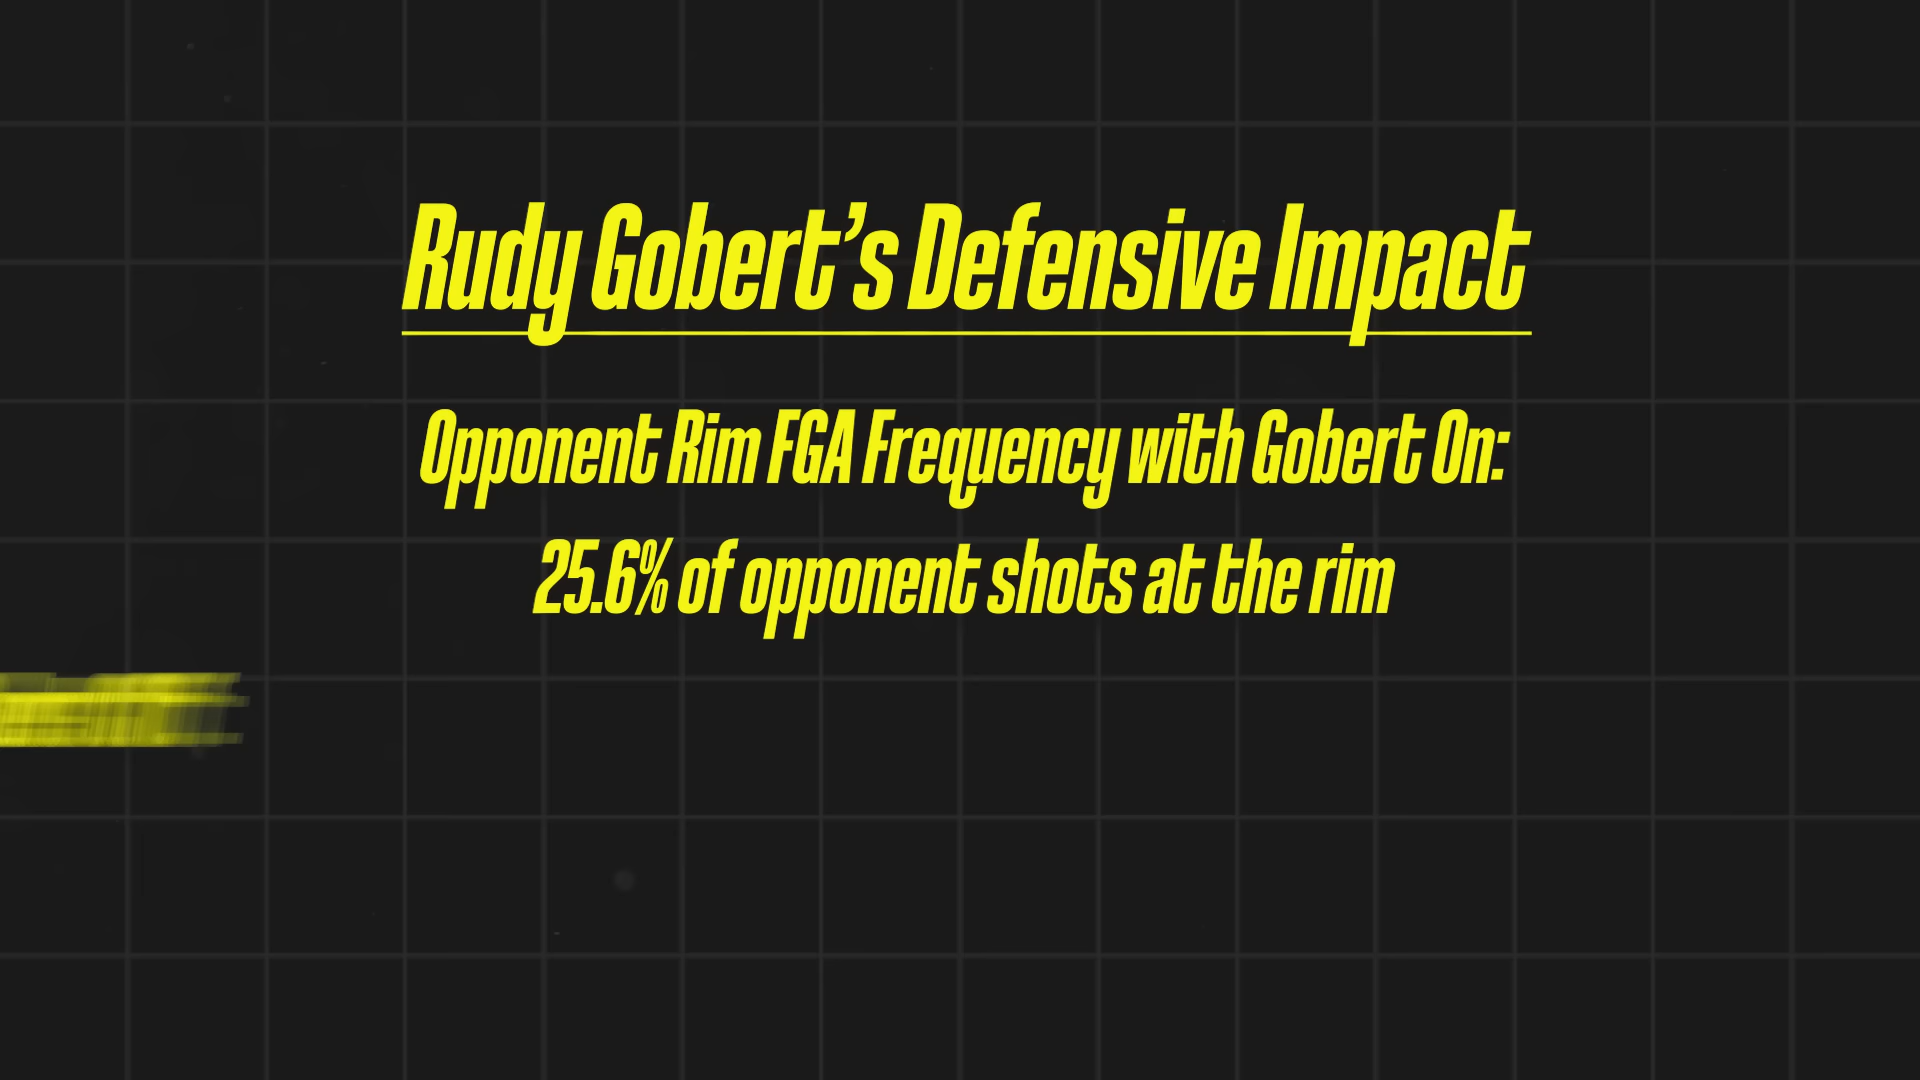 Rudy Gobert’s Defensive Impact
Opponent Rim FGA Frequency with Gobert On:
25.6% of opponent shots at the rim